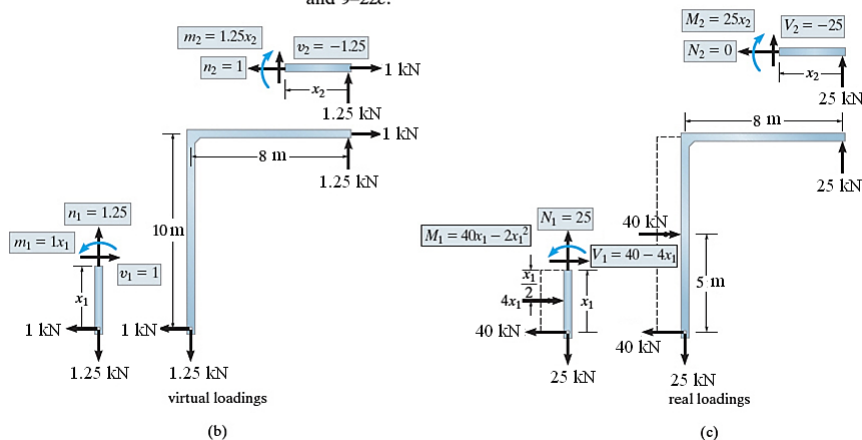 and 9–22c.
m₂ = 1.25x₂
v₂ = −1.25
n₂ = 1
1 kN
x₂
1.25 kN
1 kN
8 m
1.25 kN
10 m
n₁ = 1.25
m₁ = 1x₁
v₁ = 1
x₁
1 kN
1 kN
1.25 kN
1.25 kN
virtual loadings
(b)
M₂ = 25x₂
V₂ = −25
N₂ = 0
x₂
25 kN
8 m
25 kN
N₁ = 25
40 kN
M₁ = 40x₁ − 2x₁²
V₁ = 40 − 4x₁
x₁
2
4x₁
x₁
5 m
40 kN
40 kN
25 kN
25 kN
real loadings
(c)